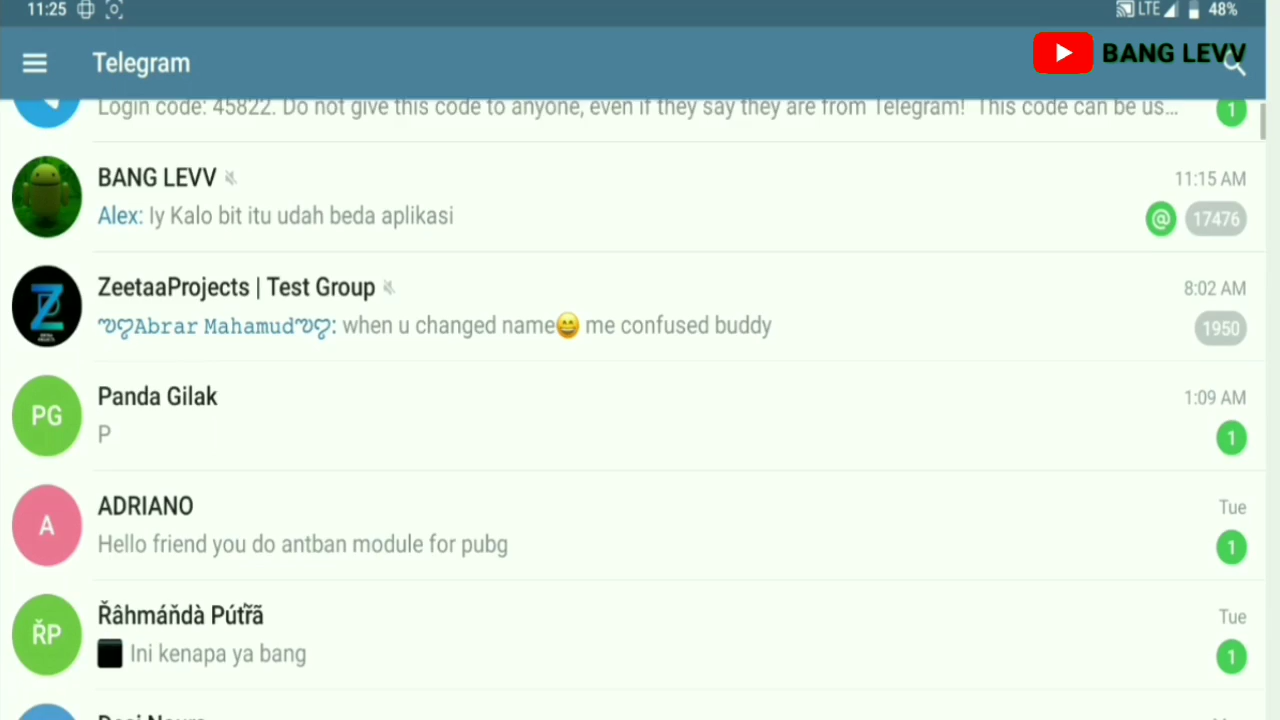 11:25 LTE 48%
Telegram BANG LEVV
Login code: 45822. Do not give this code to anyone, even if they say they are from Telegram! This code can be us... 1
BANG LEVV 11:15 AM
Alex: Iy Kalo bit itu udah beda aplikasi @ 17476
ZeetaaProjects | Test Group 8:02 AM
Abrar Mahamud: when u changed name😄 me confused buddy 1950
PG Panda Gilak 1:09 AM
P 1
A ADRIANO Tue
Hello friend you do antban module for pubg 1
ŘP Řâhmáňdà Púťřã Tue
Ini kenapa ya bang 1